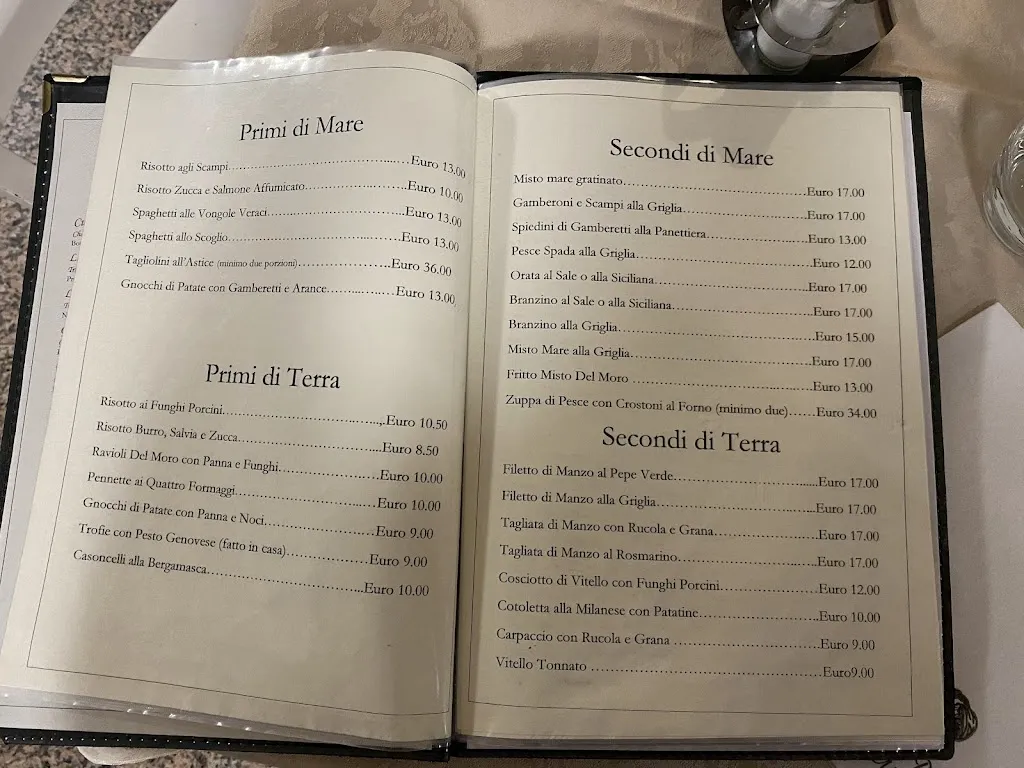 Primi di Mare
Risotto agli Scampi……………………………...…Euro 13.00
Risotto Zucca e Salmone Affumicato………………………Euro 10.00
Spaghetti alle Vongole Veraci……………………………...Euro 13.00
Spaghetti allo Scoglio………………………………………Euro 13.00
Tagliolini all'Astice (minimo due porzioni)…………………Euro 36.00
Gnocchi di Patate con Gamberetti e Arance………..…..….Euro 13.00
Primi di Terra
Risotto ai Funghi Porcini……………………………..,.Euro 10.50
Risotto Burro, Salvia e Zucca…………………………....Euro 8.50
Ravioli Del Moro con Panna e Funghi…………………..Euro 10.00
Pennette ai Quattro Formaggi……………………………Euro 10.00
Gnocchi di Patate con Panna e Noci……………………Euro 9.00
Trofie con Pesto Genovese (fatto in casa)………………Euro 9.00
Casoncelli alla Bergamasca……………………………...Euro 10.00
Secondi di Mare
Misto mare gratinato……………………………………...Euro 17.00
Gamberoni e Scampi alla Griglia…………………………..Euro 17.00
Spiedini di Gamberetti alla Panettiera……………………...Euro 13.00
Pesce Spada alla Griglia……………………………………Euro 12.00
Orata al Sale o alla Siciliana………………………………..Euro 17.00
Branzino al Sale o alla Siciliana…………………………….Euro 17.00
Branzino alla Griglia………………………………………..Euro 15.00
Misto Mare alla Griglia……………………………………..Euro 17.00
Fritto Misto Del Moro ……………………………………..Euro 13.00
Zuppa di Pesce con Crostoni al Forno (minimo due)……Euro 34.00
Secondi di Terra
Filetto di Manzo al Pepe Verde……………………......Euro 17.00
Filetto di Manzo alla Griglia……………………………...Euro 17.00
Tagliata di Manzo con Rucola e Grana…………………...Euro 17.00
Tagliata di Manzo al Rosmarino…………………………..Euro 17.00
Cosciotto di Vitello con Funghi Porcini…………………..Euro 12.00
Cotoletta alla Milanese con Patatine……………………….Euro 10.00
Carpaccio con Rucola e Grana …………………………….Euro 9.00
Vitello Tonnato …………………………………………….Euro9.00